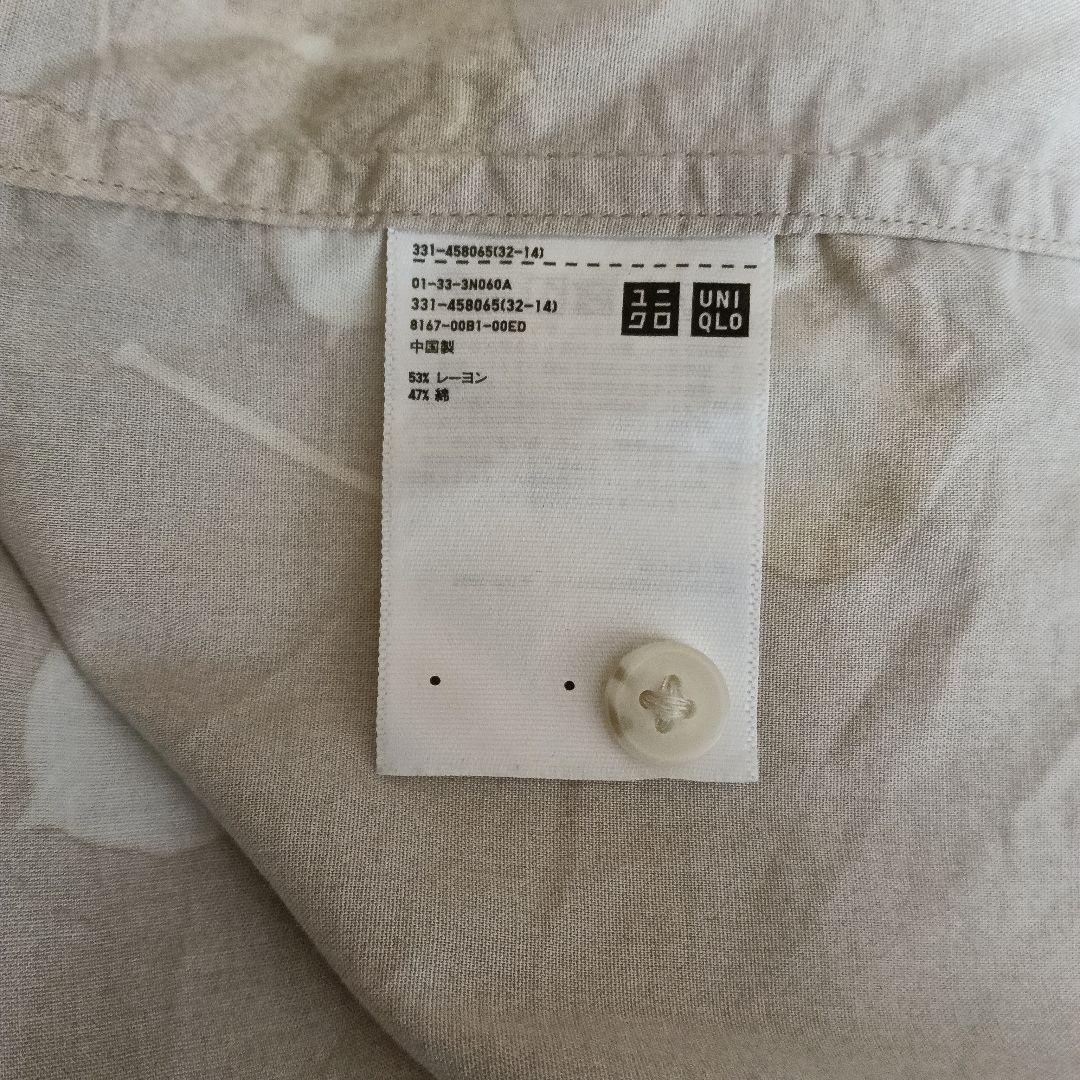 331-458065(32-14)
01-33-3N060A
331-458065(32-14)
8167-00B1-00ED
中国製
53% レーヨン
47% 綿
ユニ
クロ
UNI
QLO